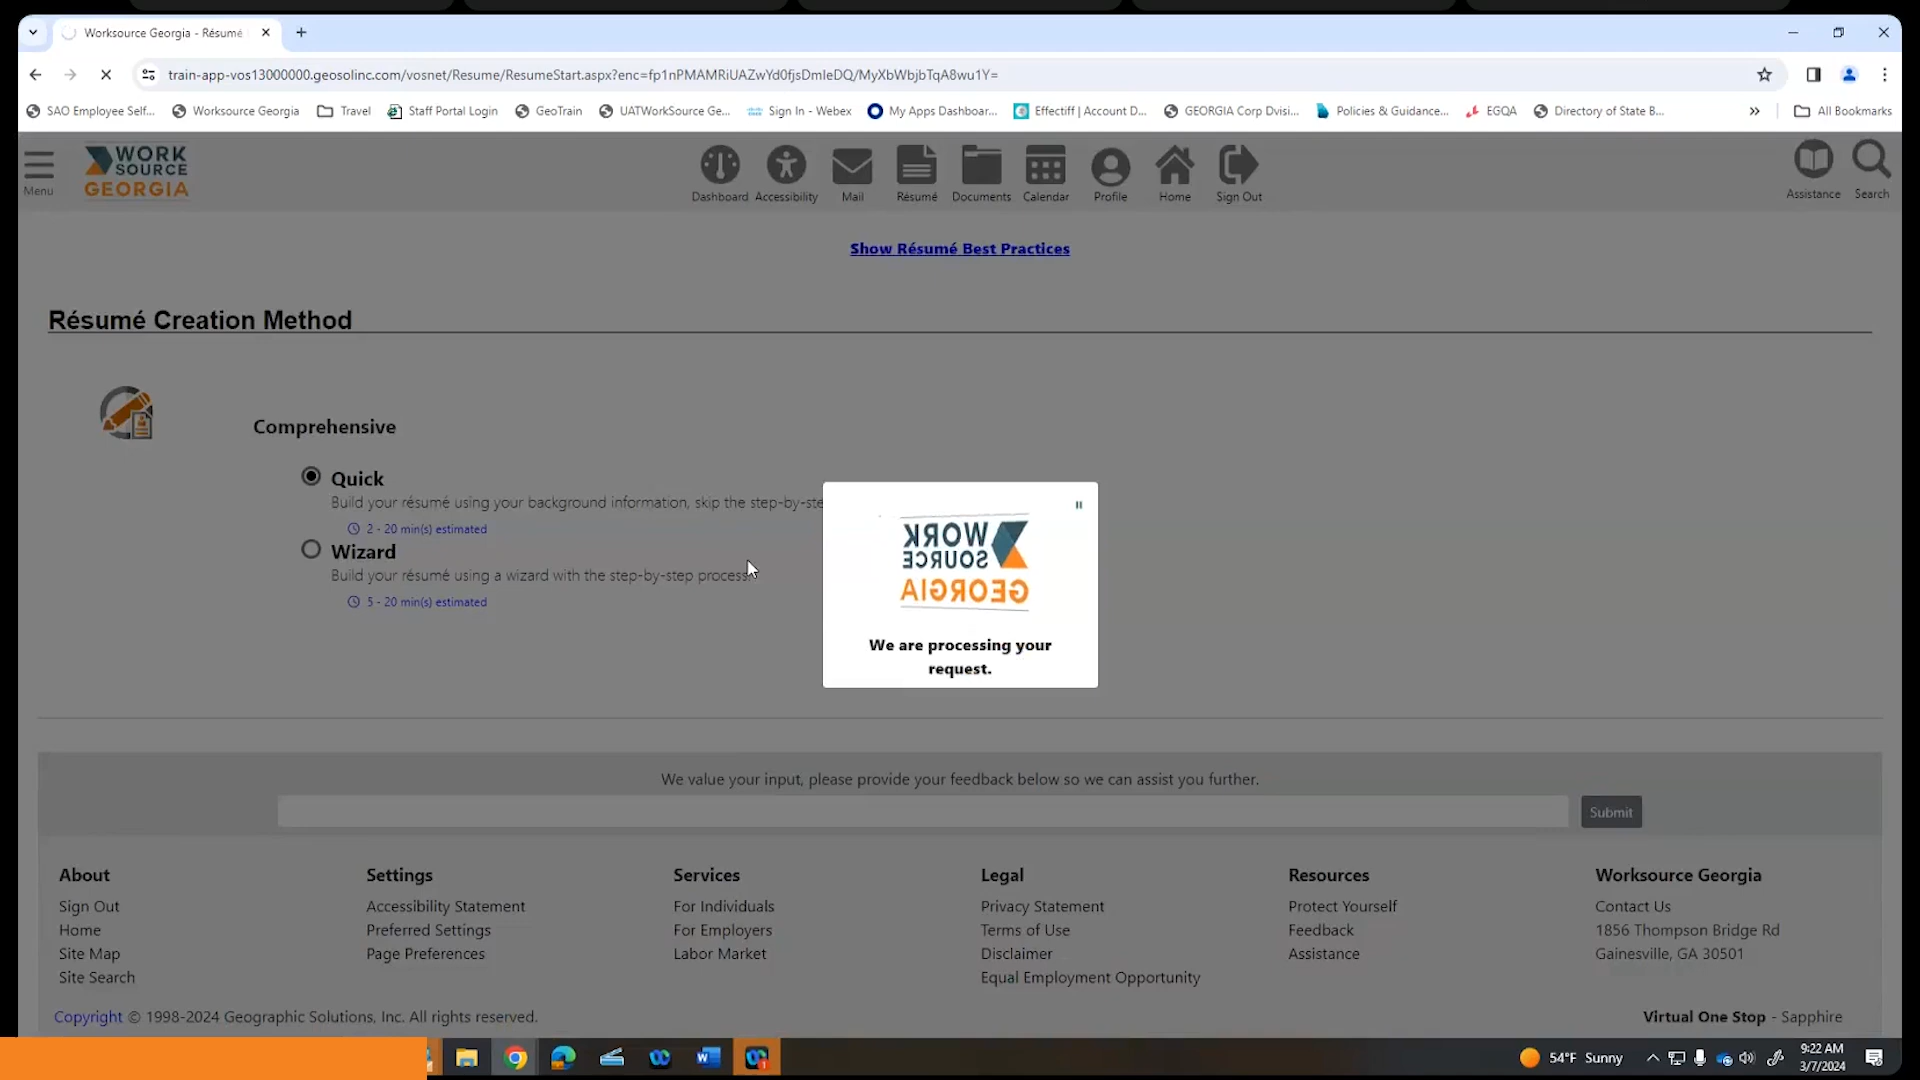 Worksource Georgia - Résumé
train-app-vos13000000.geosolinc.com/vosnet/Resume/ResumeStart.aspx?enc=fp1nPMAMRiUAZwYd0fjsDmIeDQ/MyXbWbjbTqA8wu1Y=
SAO Employee Self... Worksource Georgia Travel Staff Portal Login GeoTrain UATWorkSource Ge... Sign In - Webex My Apps Dashboar... Effectiff | Account D... GEORGIA Corp Dvisi... Policies & Guidance... EGQA Directory of State B... » All Bookmarks
Menu
WORK
SOURCE
GEORGIA
Dashboard Accessibility Mail Résumé Documents Calendar Profile Home Sign Out
Assistance Search
Show Résumé Best Practices
Résumé Creation Method
Comprehensive
Quick
Build your résumé using your background information, skip the step-by-ste
2 - 20 min(s) estimated
Wizard
Build your résumé using a wizard with the step-by-step process
5 - 20 min(s) estimated
WORK
SOURCE
GEORGIA
We are processing your
request.
We value your input, please provide your feedback below so we can assist you further.
Submit
About Settings Services Legal Resources Worksource Georgia
Sign Out Accessibility Statement For Individuals Privacy Statement Protect Yourself Contact Us
Home Preferred Settings For Employers Terms of Use Feedback 1856 Thompson Bridge Rd
Site Map Page Preferences Labor Market Disclaimer Assistance Gainesville, GA 30501
Site Search Equal Employment Opportunity
Copyright © 1998-2024 Geographic Solutions, Inc. All rights reserved.
Virtual One Stop - Sapphire
54°F Sunny
9:22 AM
3/7/2024